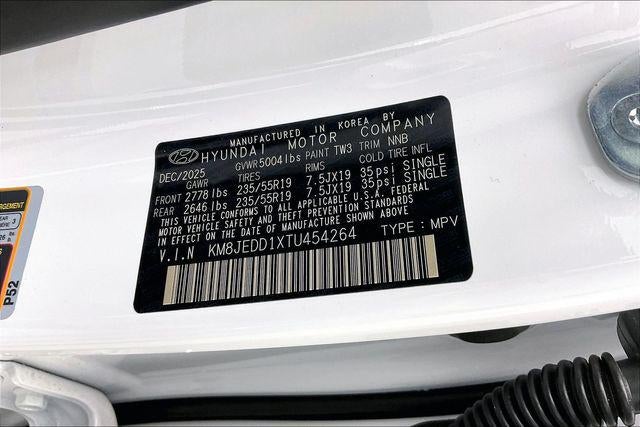 MANUFACTURED IN KOREA BY
HYUNDAI MOTOR COMPANY
DEC/2025 GVWR 5004 lbs PAINT TW3 TRIM NNB
GAWR TIRES RIMS COLD TIRE INFL
FRONT 2778 lbs 235/55R19 7.5JX19 35psi SINGLE
REAR 2646 lbs 235/55R19 7.5JX19 35psi SINGLE
THIS VEHICLE CONFORMS TO ALL APPLICABLE U.S.A. FEDERAL
MOTOR VEHICLE SAFETY AND THEFT PREVENTION STANDARDS
IN EFFECT ON THE DATE OF MANUFACTURE SHOWN ABOVE.
V.I.N KM8JEDD1XTU454264 TYPE : MPV
P52